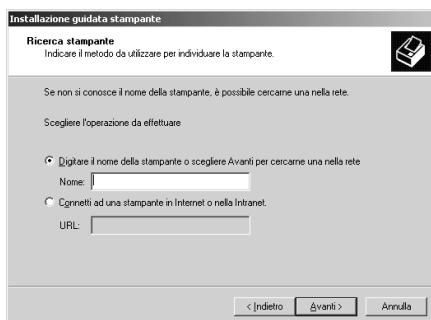 Installazione guidata stampante
Ricerca stampante
Indicare il metodo da utilizzare per individuare la stampante.
Se non si conosce il nome della stampante, è possibile cercarne una nella rete.
Scegliere l'operazione da effettuare
Digitare il nome della stampante o scegliere Avanti per cercarne una nella rete
Nome:
Connetti ad una stampante in Internet o nella Intranet.
URL:
< Indietro Avanti > Annulla